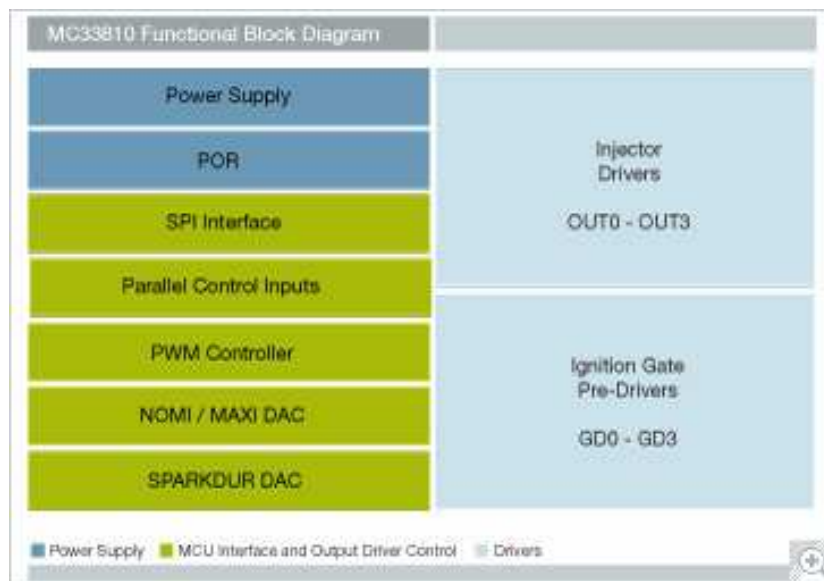 MC33810 Functional Block Diagram
Power Supply
POR
SPI Interface
Parallel Control Inputs
PWM Controller
NOMI / MAXI DAC
SPARKDUR DAC
Injector
Drivers
OUT0 - OUT3
Ignition Gate
Pre-Drivers
GD0 - GD3
Power Supply MCU Interface and Output Driver Control Drivers